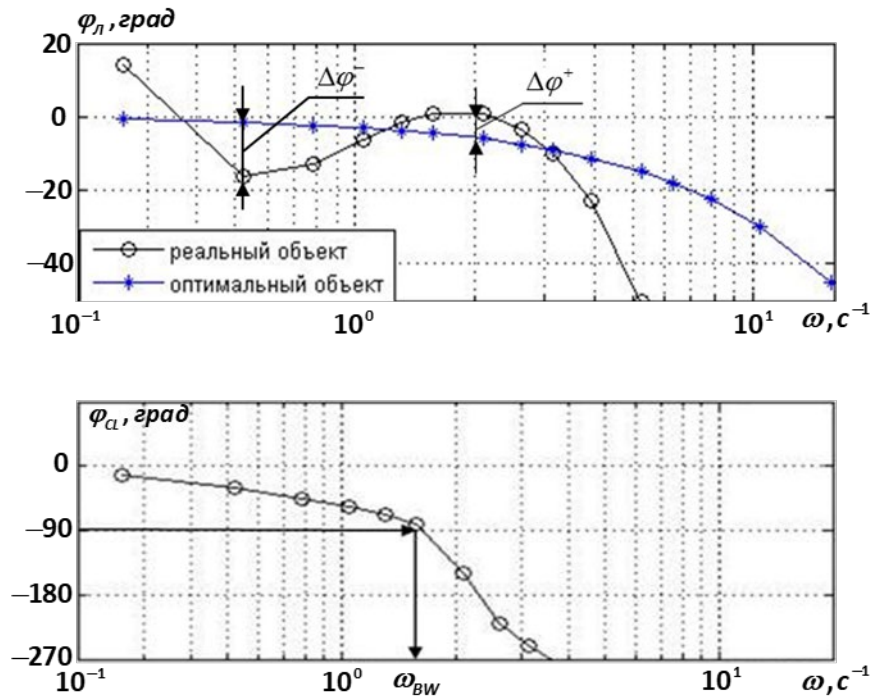 φл, град
20
0
−20
−40
Δφ⁻
Δφ⁺
реальный объект
оптимальный объект
10⁻¹
10⁰
10¹
ω, с⁻¹
φCL, град
0
−90
−180
−270
10⁻¹
10⁰
ωBW
10¹
ω, с⁻¹